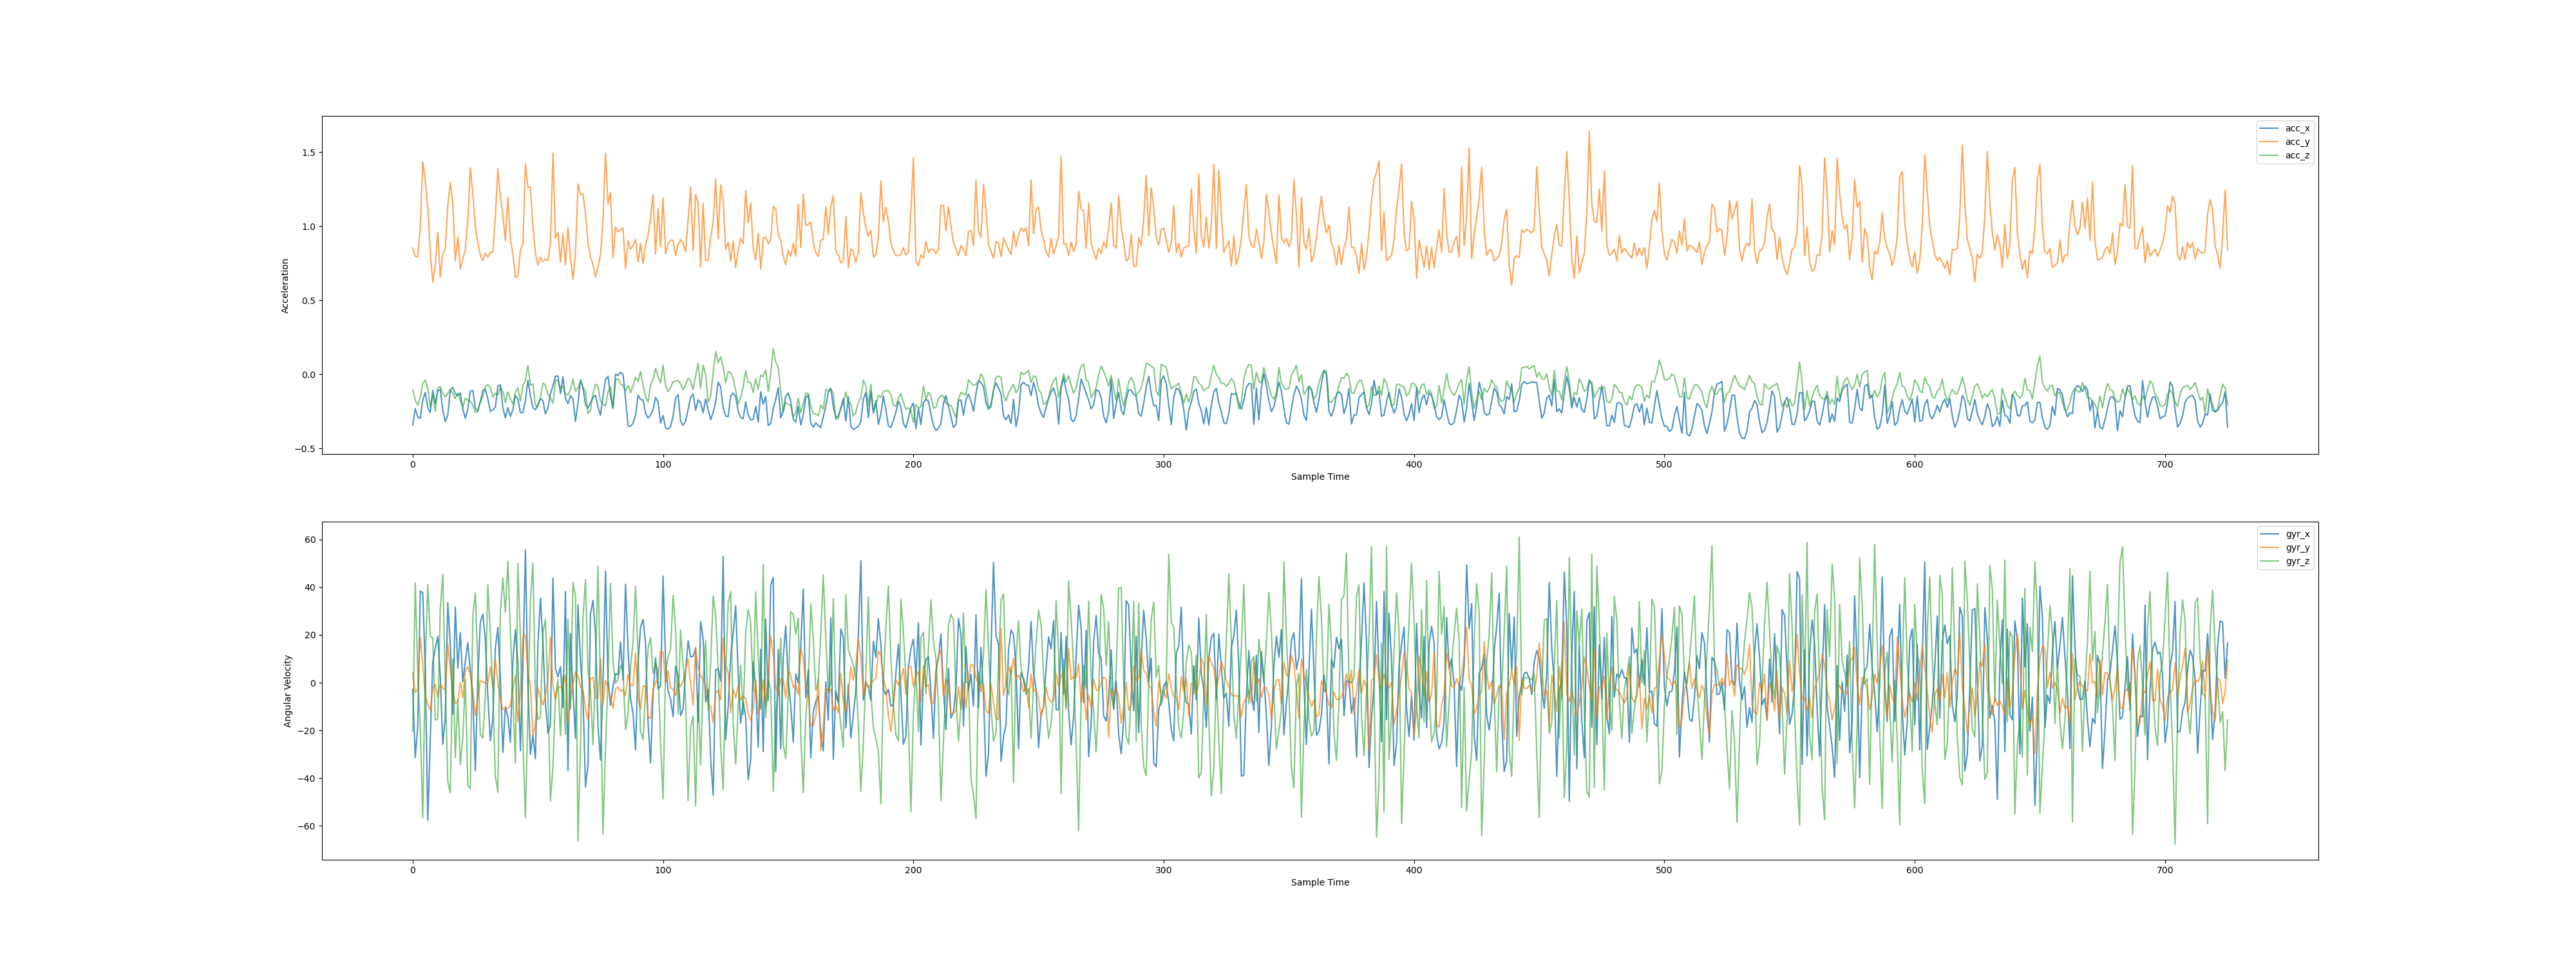 acc_x
acc_y
acc_z
1.5
1.0
0.5
0.0
−0.5
Acceleration
0 100 200 300 400 500 600 700
Sample Time
gyr_x
gyr_y
gyr_z
60
40
20
0
−20
−40
−60
Angular Velocity
0 100 200 300 400 500 600 700
Sample Time